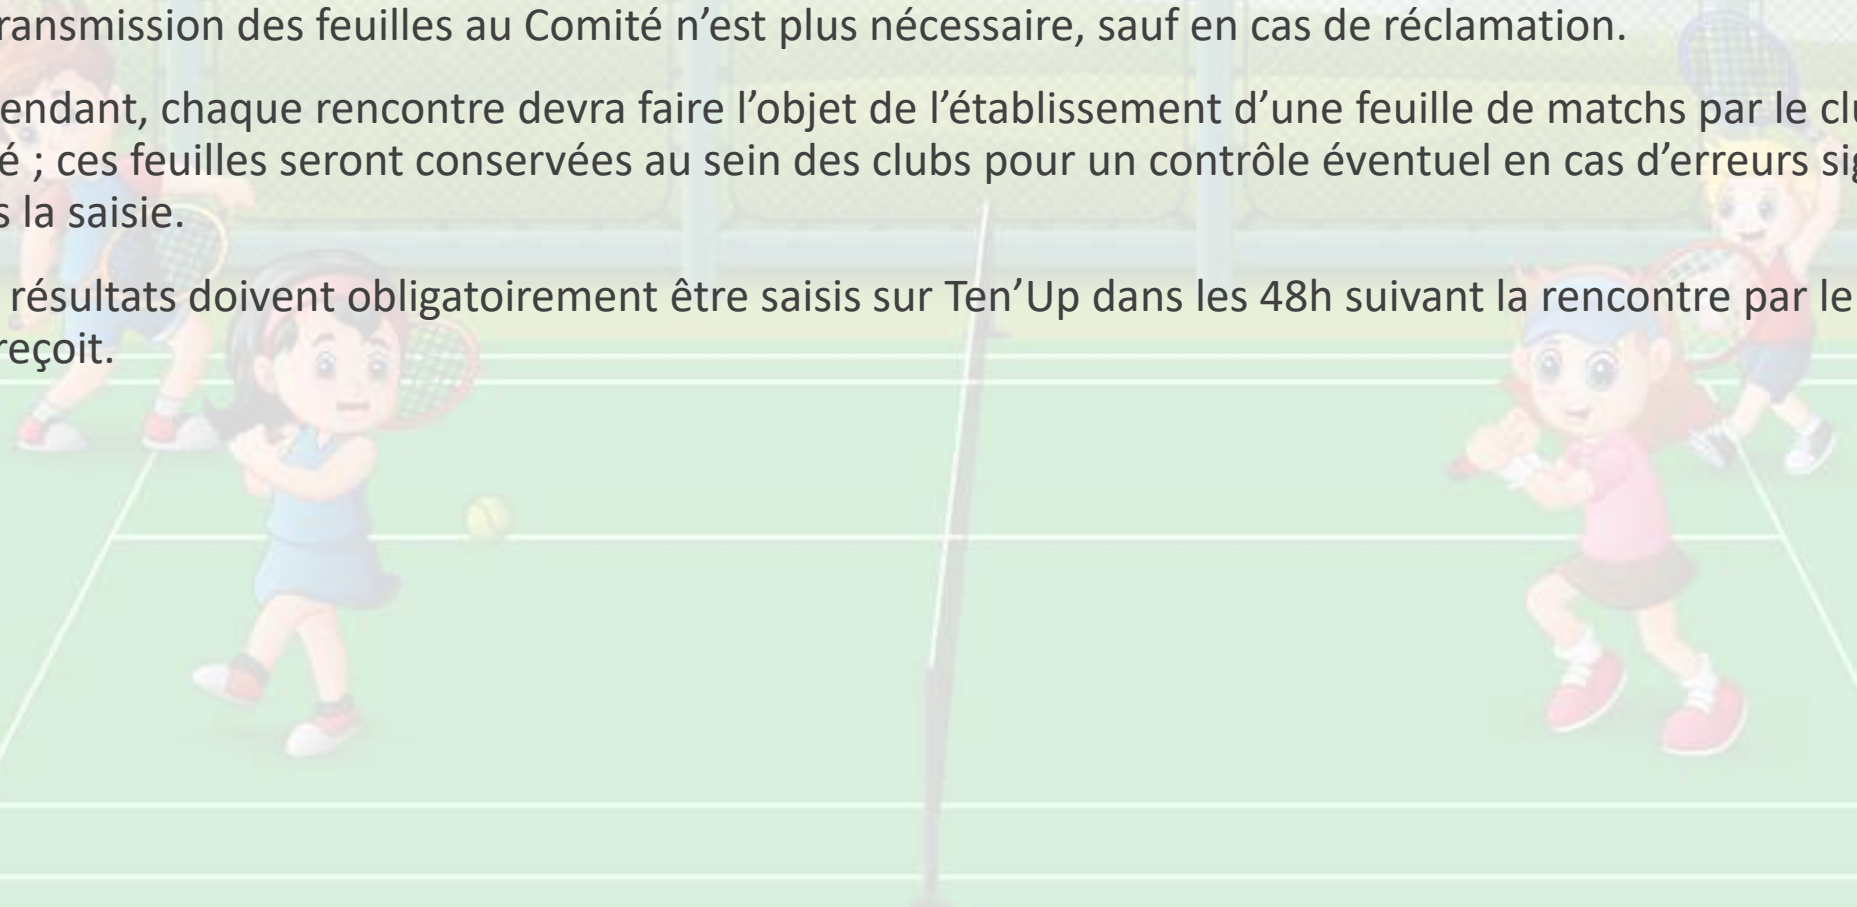 ransmission des feuilles au Comité n’est plus nécessaire, sauf en cas de réclamation.
endant, chaque rencontre devra faire l’objet de l’établissement d’une feuille de matchs par le clu
é ; ces feuilles seront conservées au sein des clubs pour un contrôle éventuel en cas d’erreurs sig
s la saisie.
résultats doivent obligatoirement être saisis sur Ten’Up dans les 48h suivant la rencontre par le
reçoit.